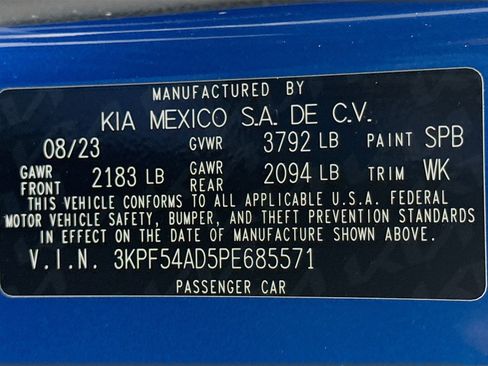 MANUFACTURED BY
KIA MEXICO S.A. DE C.V.
08/23 GVWR 3792 LB PAINT SPB
GAWR FRONT 2183 LB GAWR REAR 2094 LB TRIM WK
THIS VEHICLE CONFORMS TO ALL APPLICABLE U.S.A. FEDERAL
MOTOR VEHICLE SAFETY, BUMPER, AND THEFT PREVENTION STANDARDS
IN EFFECT ON THE DATE OF MANUFACTURE SHOWN ABOVE.
V.I.N. 3KPF54AD5PE685571
PASSENGER CAR